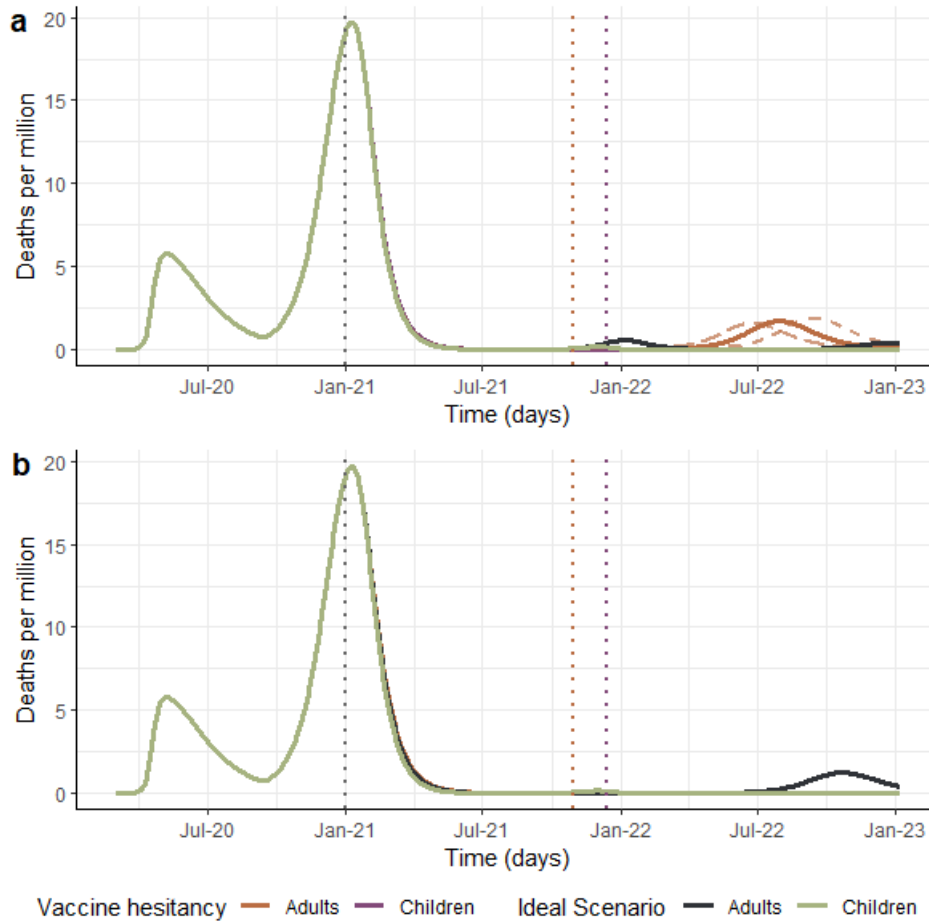 a
20
15
10
5
0
Deaths per million
Jul-20 Jan-21 Jul-21 Jan-22 Jul-22 Jan-23
Time (days)
b
20
15
10
5
0
Deaths per million
Jul-20 Jan-21 Jul-21 Jan-22 Jul-22 Jan-23
Time (days)
Vaccine hesitancy Adults Children Ideal Scenario Adults Children